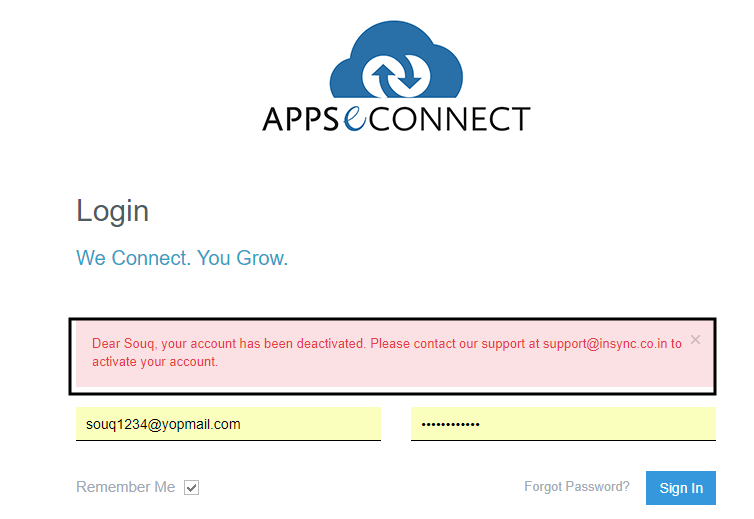 APPSeCONNECT
Login
We Connect. You Grow.
Dear Souq, your account has been deactivated. Please contact our support at support@insync.co.in to
activate your account.
souq1234@yopmail.com ••••••••••••
Remember Me Forgot Password? Sign In